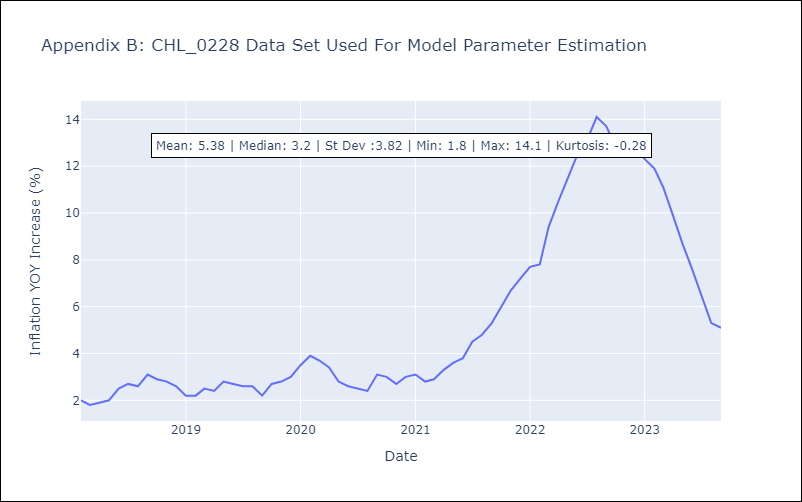 Appendix B: CHL_0228 Data Set Used For Model Parameter Estimation
14
Mean: 5.38 | Median: 3.2 | St Dev :3.82 | Min: 1.8 | Max: 14.1 | Kurtosis: -0.28
12
10
8
6
4
2
Inflation YOY Increase (%)
2019 2020 2021 2022 2023
Date